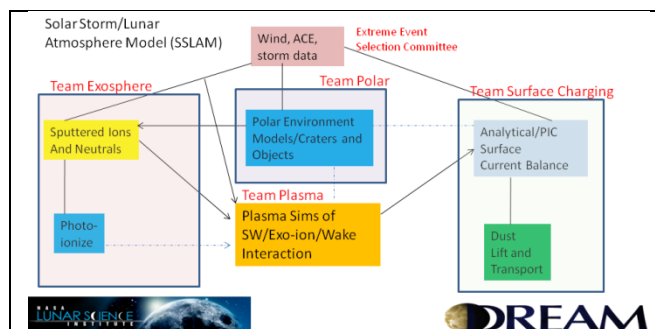 Solar Storm/Lunar
Atmosphere Model (SSLAM)
Wind, ACE,
storm data
Extreme Event
Selection Committee
Team Exosphere
Team Polar
Team Surface Charging
Sputtered Ions
And Neutrals
Polar Environment
Models/Craters and
Objects
Analytical/PIC
Surface
Current Balance
Team Plasma
Plasma Sims of
SW/Exo-ion/Wake
Interaction
Photo-
ionize
Dust
Lift and
Transport
NASA
LUNAR SCIENCE
INSTITUTE
DREAM